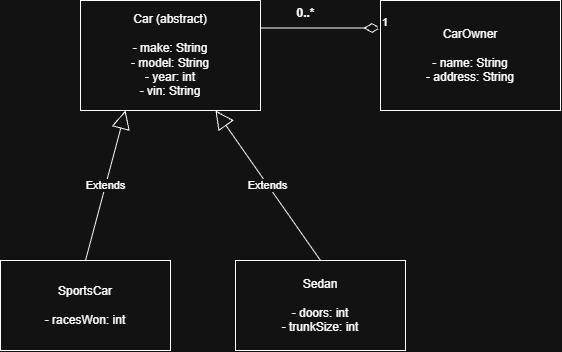 Car (abstract)
- make: String
- model: String
- year: int
- vin: String
0..*
1
CarOwner
- name: String
- address: String
Extends
Extends
SportsCar
- racesWon: int
Sedan
- doors: int
- trunkSize: int